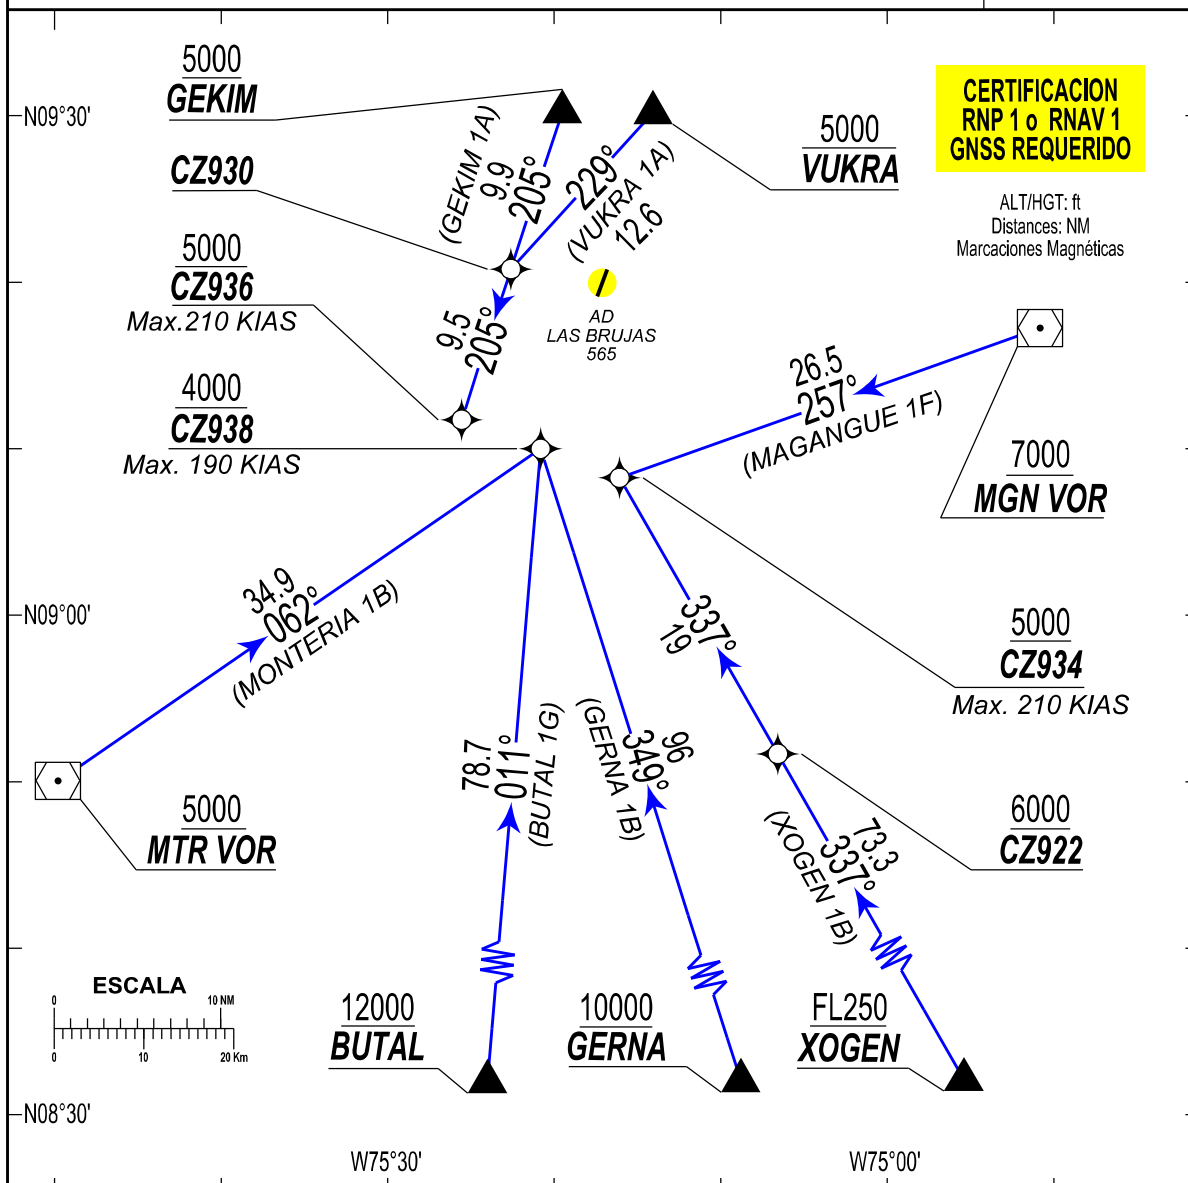 5000
GEKIM
N09°30'
(GEKIM 1A)
9.9
205°
229°
(VUKRA 1A)
12.6
5000
VUKRA
CERTIFICACION
RNP 1 o RNAV 1
GNSS REQUERIDO
ALT/HGT: ft
Distances: NM
Marcaciones Magnéticas
CZ930
5000
CZ936
Max.210 KIAS
9.5
205°
AD
LAS BRUJAS
565
4000
CZ938
Max. 190 KIAS
26.5
257°
(MAGANGUE 1F)
7000
MGN VOR
34.9
062°
(MONTERIA 1B)
N09°00'
337°
19
5000
CZ934
Max. 210 KIAS
78.7
011°
(BUTAL 1G)
(GERNA 1B)
349°
96
5000
MTR VOR
(XOGEN 1B)
337°
73.3
6000
CZ922
ESCALA
0
10 NM
0
10
20 Km
12000
BUTAL
10000
GERNA
FL250
XOGEN
N08°30'
W75°30'
W75°00'